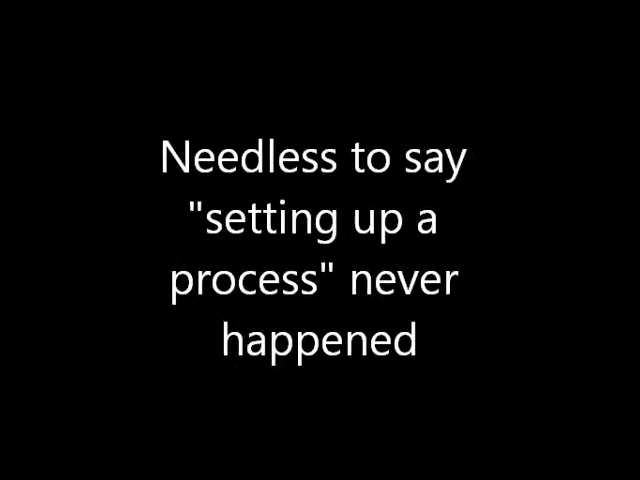 Needless to say
"setting up a
process" never
happened